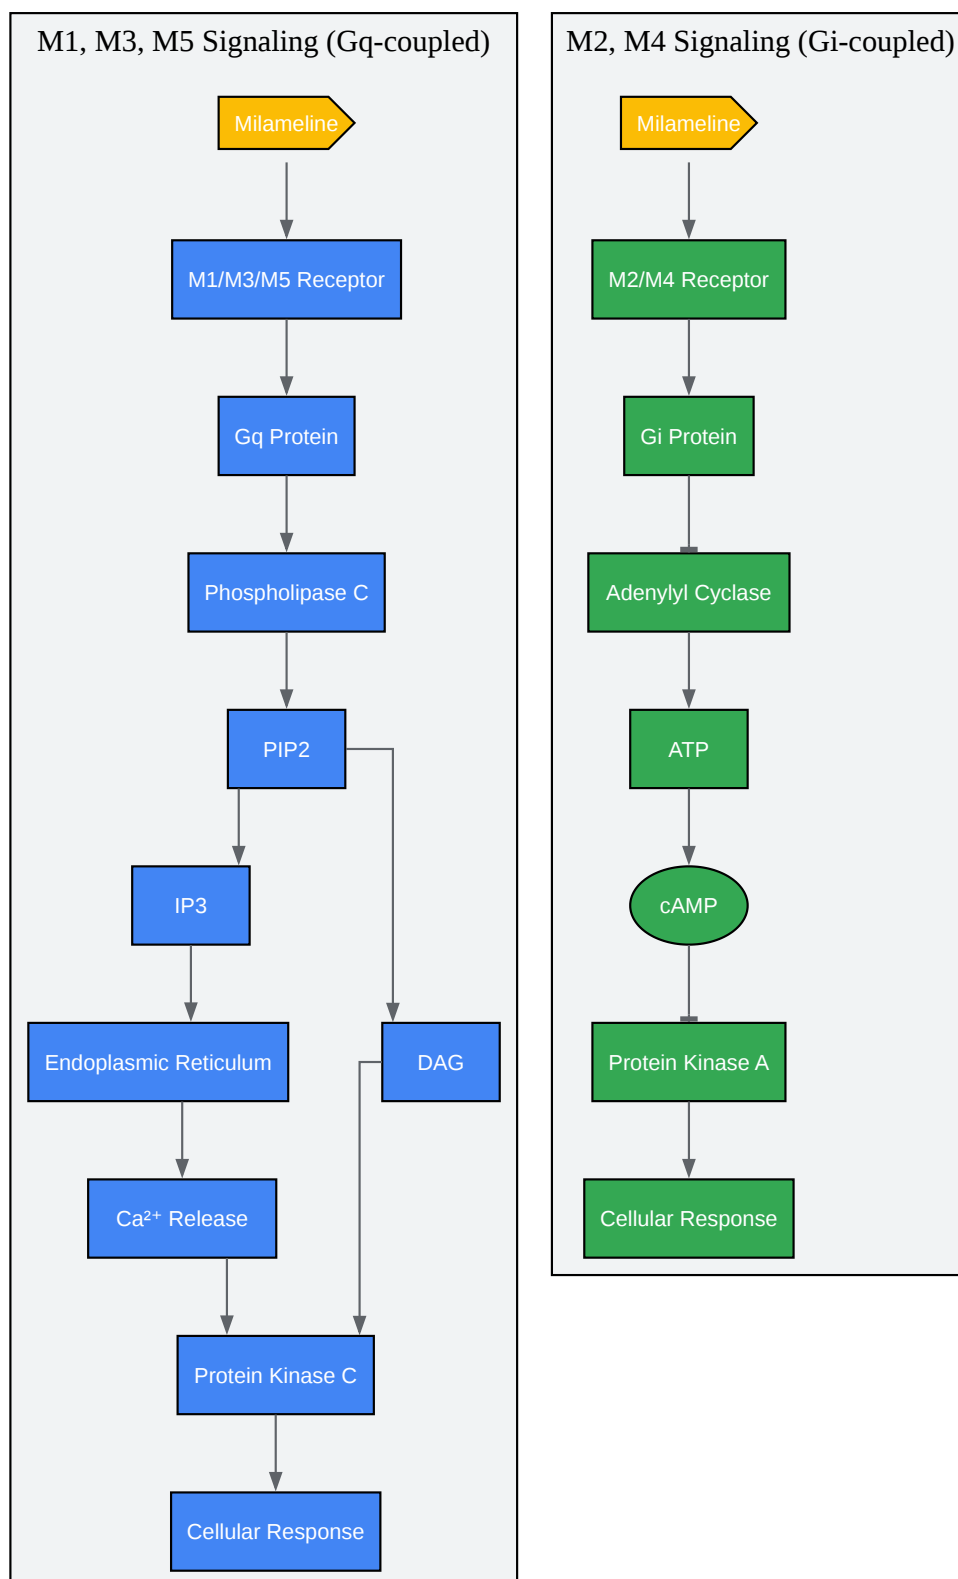 M1, M3, M5 Signaling (Gq-coupled)
Milameline
M1/M3/M5 Receptor
Gq Protein
Phospholipase C
PIP2
IP3
Endoplasmic Reticulum
DAG
Ca²⁺ Release
Protein Kinase C
Cellular Response
M2, M4 Signaling (Gi-coupled)
Milameline
M2/M4 Receptor
Gi Protein
Adenylyl Cyclase
ATP
cAMP
Protein Kinase A
Cellular Response